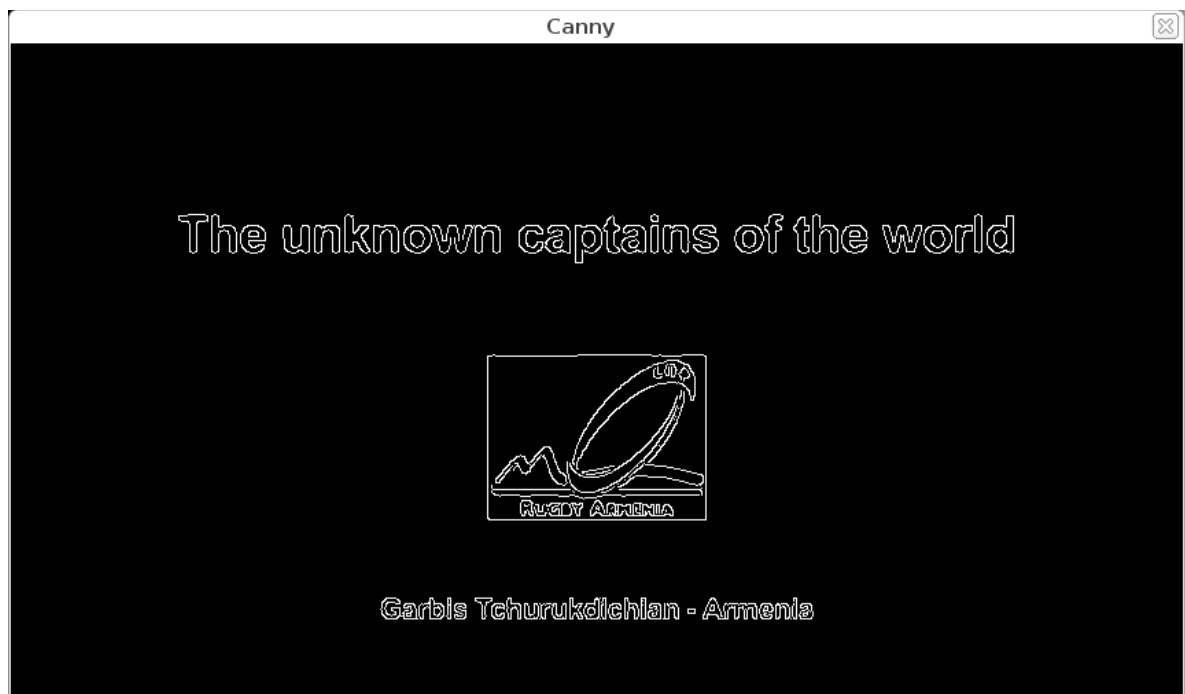 Canny
The unknown captains of the world
RUGBY ARMENIA
Garbis Tchurukdichian - Armenia